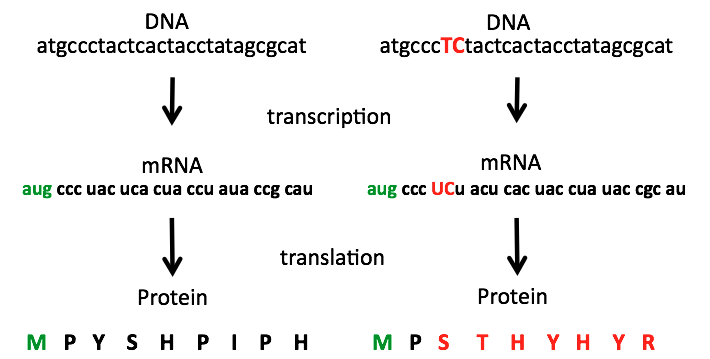 DNA
atgccctactcactacctatagcgcat
DNA
atgcccTCtactcactacctatagcgcat
transcription
mRNA
aug ccc uac uca cua ccu aua ccg cau
mRNA
aug ccc UCu acu cac uac cua uac cgc au
translation
Protein
M P Y S H P I P H
Protein
M P S T H Y H Y R